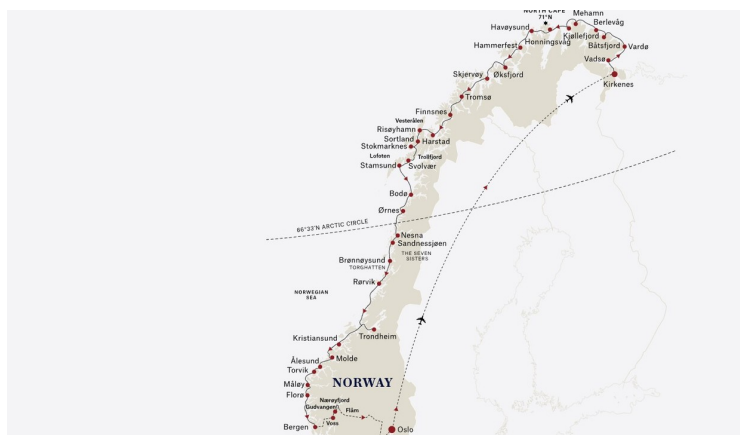 NORTH CAPE
71°N
Mehamn
Berlevåg
Havøysund
Kjøllefjord
Honningsvåg
Båtsfjord
Vardø
Hammerfest
Vadsø
Skjervøy
Øksfjord
Kirkenes
Tromsø
Finnsnes
Vesterålen
Risøyhamn
Sortland
Harstad
Stokmarknes
Lofoten
Trollfjord
Stamsund
Svolvær
Bodø
Ørnes
66°33'N ARCTIC CIRCLE
Nesna
Sandnessjøen
THE SEVEN
SISTERS
Brønnøysund
TORGHATTEN
Rørvik
NORWEGIAN
SEA
Trondheim
Kristiansund
Molde
Ålesund
Torvik
NORWAY
Måløy
Florø
Nærøyfjord
Gudvangen
Flåm
Voss
Bergen
Oslo